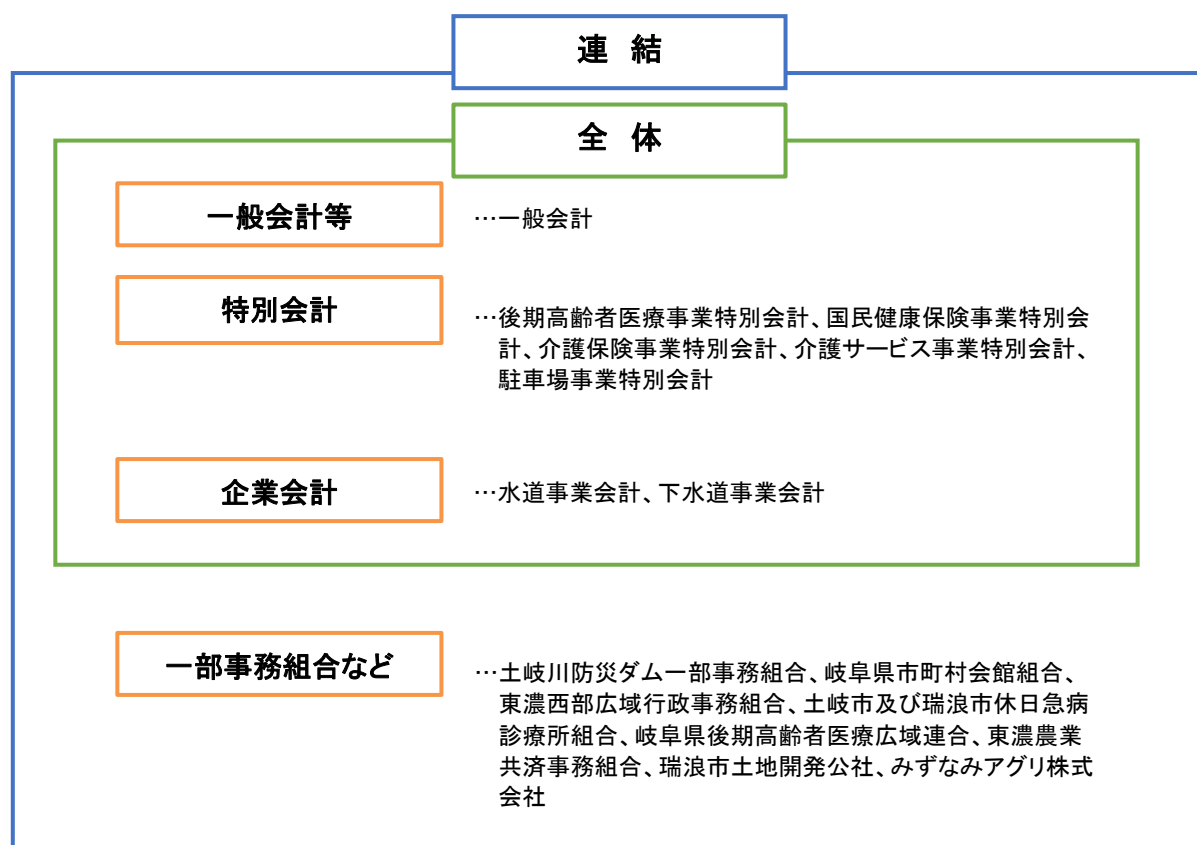 連 結
全 体
一般会計等
…一般会計
特別会計
…後期高齢者医療事業特別会計、国民健康保険事業特別会
計、介護保険事業特別会計、介護サービス事業特別会計、
駐車場事業特別会計
企業会計
…水道事業会計、下水道事業会計
一部事務組合など
…土岐川防災ダム一部事務組合、岐阜県市町村会館組合、
東濃西部広域行政事務組合、土岐市及び瑞浪市休日急病
診療所組合、岐阜県後期高齢者医療広域連合、東濃農業
共済事務組合、瑞浪市土地開発公社、みずなみアグリ株式
会社